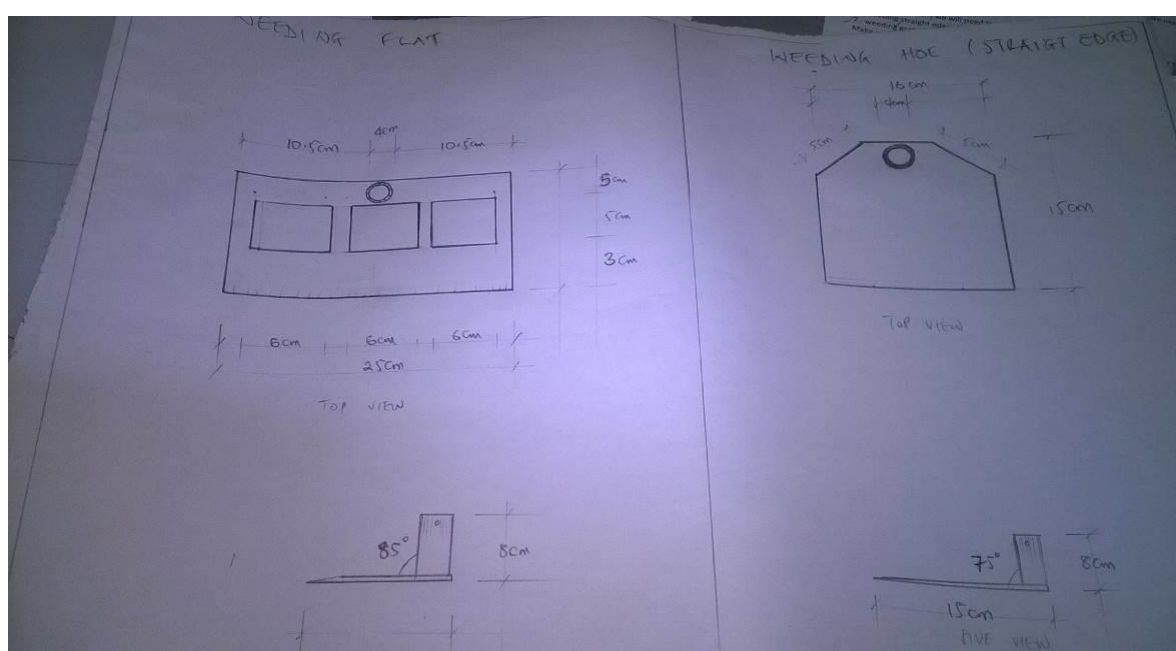 WEEDING FLAT
4cm
10.5cm
10.5cm
5cm
5cm
3cm
6cm
6cm
6cm
25cm
TOP VIEW
85°
8cm
WEEDING HOE (STRAIGT EDGE)
16cm
4cm
5cm
5cm
15cm
TOP VIEW
75°
8cm
15cm
VIEW